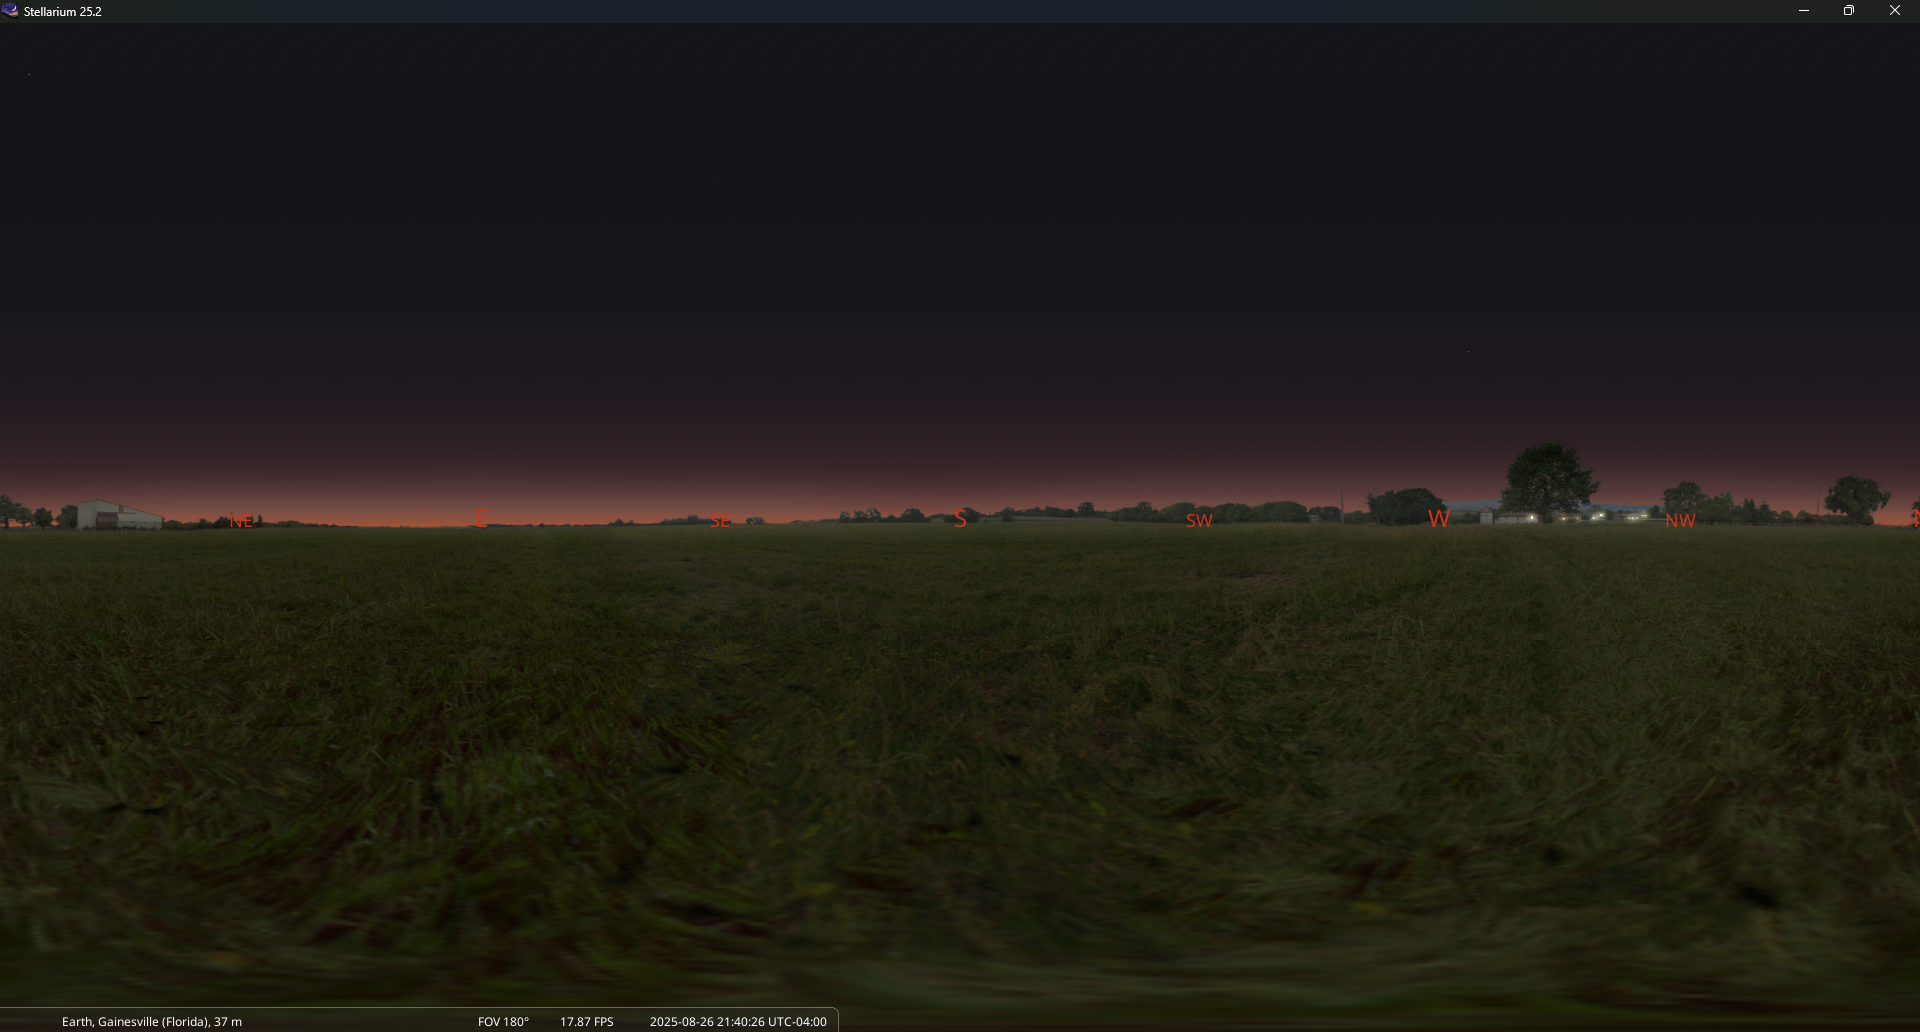 Stellarium 25.2
NE E SE S SW W NW
Earth, Gainesville (Florida), 37 m FOV 180° 17.87 FPS 2025-08-26 21:40:26 UTC-04:00